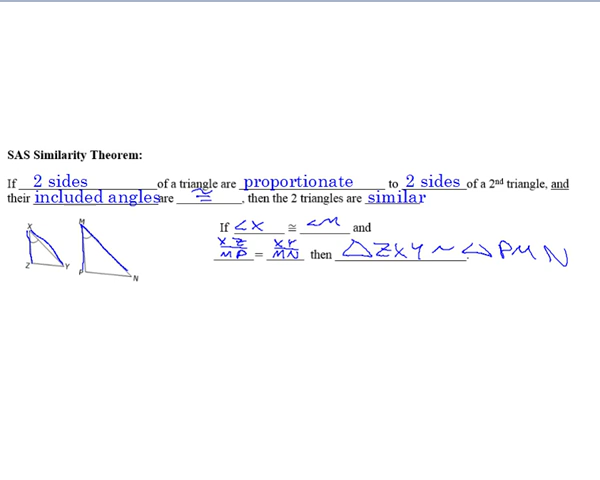 SAS Similarity Theorem:
If 2 sides of a triangle are proportionate to 2 sides of a 2nd triangle, and
their included angles are ≅, then the 2 triangles are similar
If ∠X ≅ ∠M and
XZ/MP = XY/MN then △ZXY ~ △PMN
X
Z
Y
M
P
N